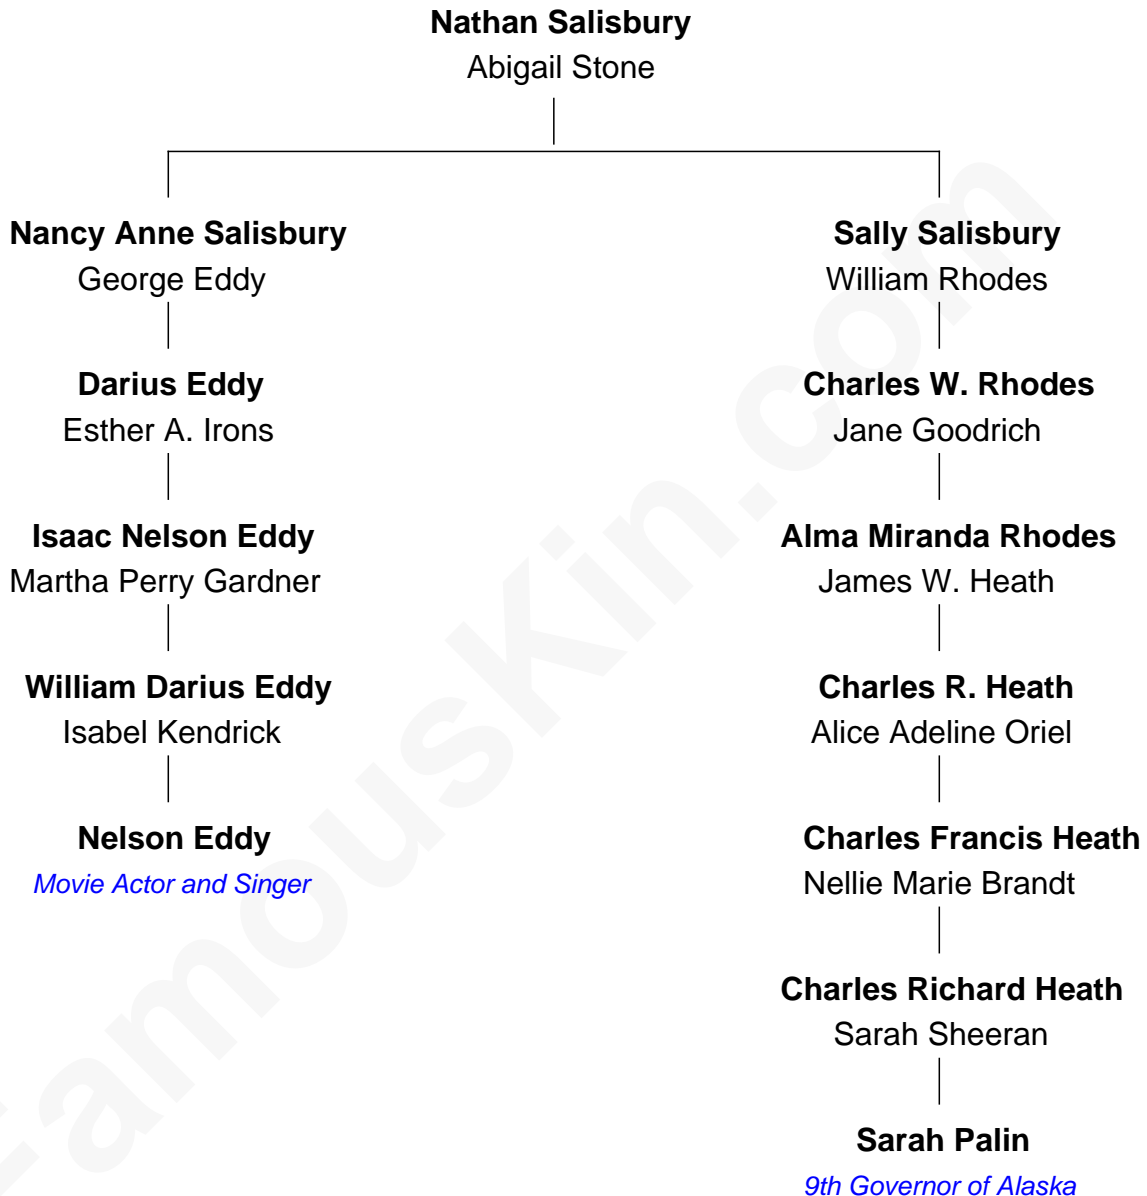 Nathan Salisbury
Abigail Stone
Nancy Anne Salisbury
George Eddy
Sally Salisbury
William Rhodes
Darius Eddy
Esther A. Irons
Charles W. Rhodes
Jane Goodrich
Isaac Nelson Eddy
Martha Perry Gardner
Alma Miranda Rhodes
James W. Heath
William Darius Eddy
Isabel Kendrick
Charles R. Heath
Alice Adeline Oriel
Nelson Eddy
Movie Actor and Singer
Charles Francis Heath
Nellie Marie Brandt
Charles Richard Heath
Sarah Sheeran
Sarah Palin
9th Governor of Alaska
FamousKin.com